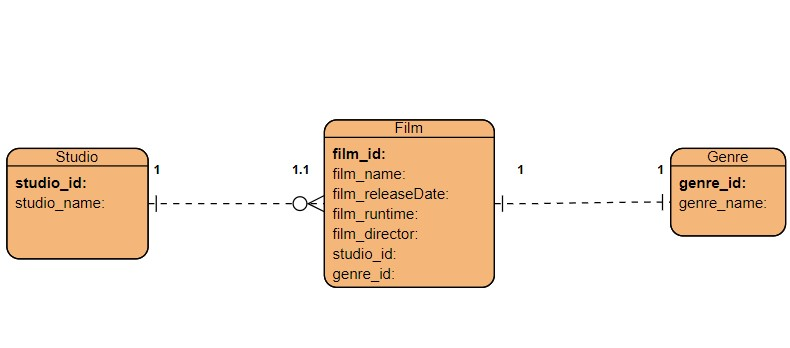 Studio
studio_id:
studio_name:
1
1.1
Film
film_id:
film_name:
film_releaseDate:
film_runtime:
film_director:
studio_id:
genre_id:
1
1
Genre
genre_id:
genre_name: